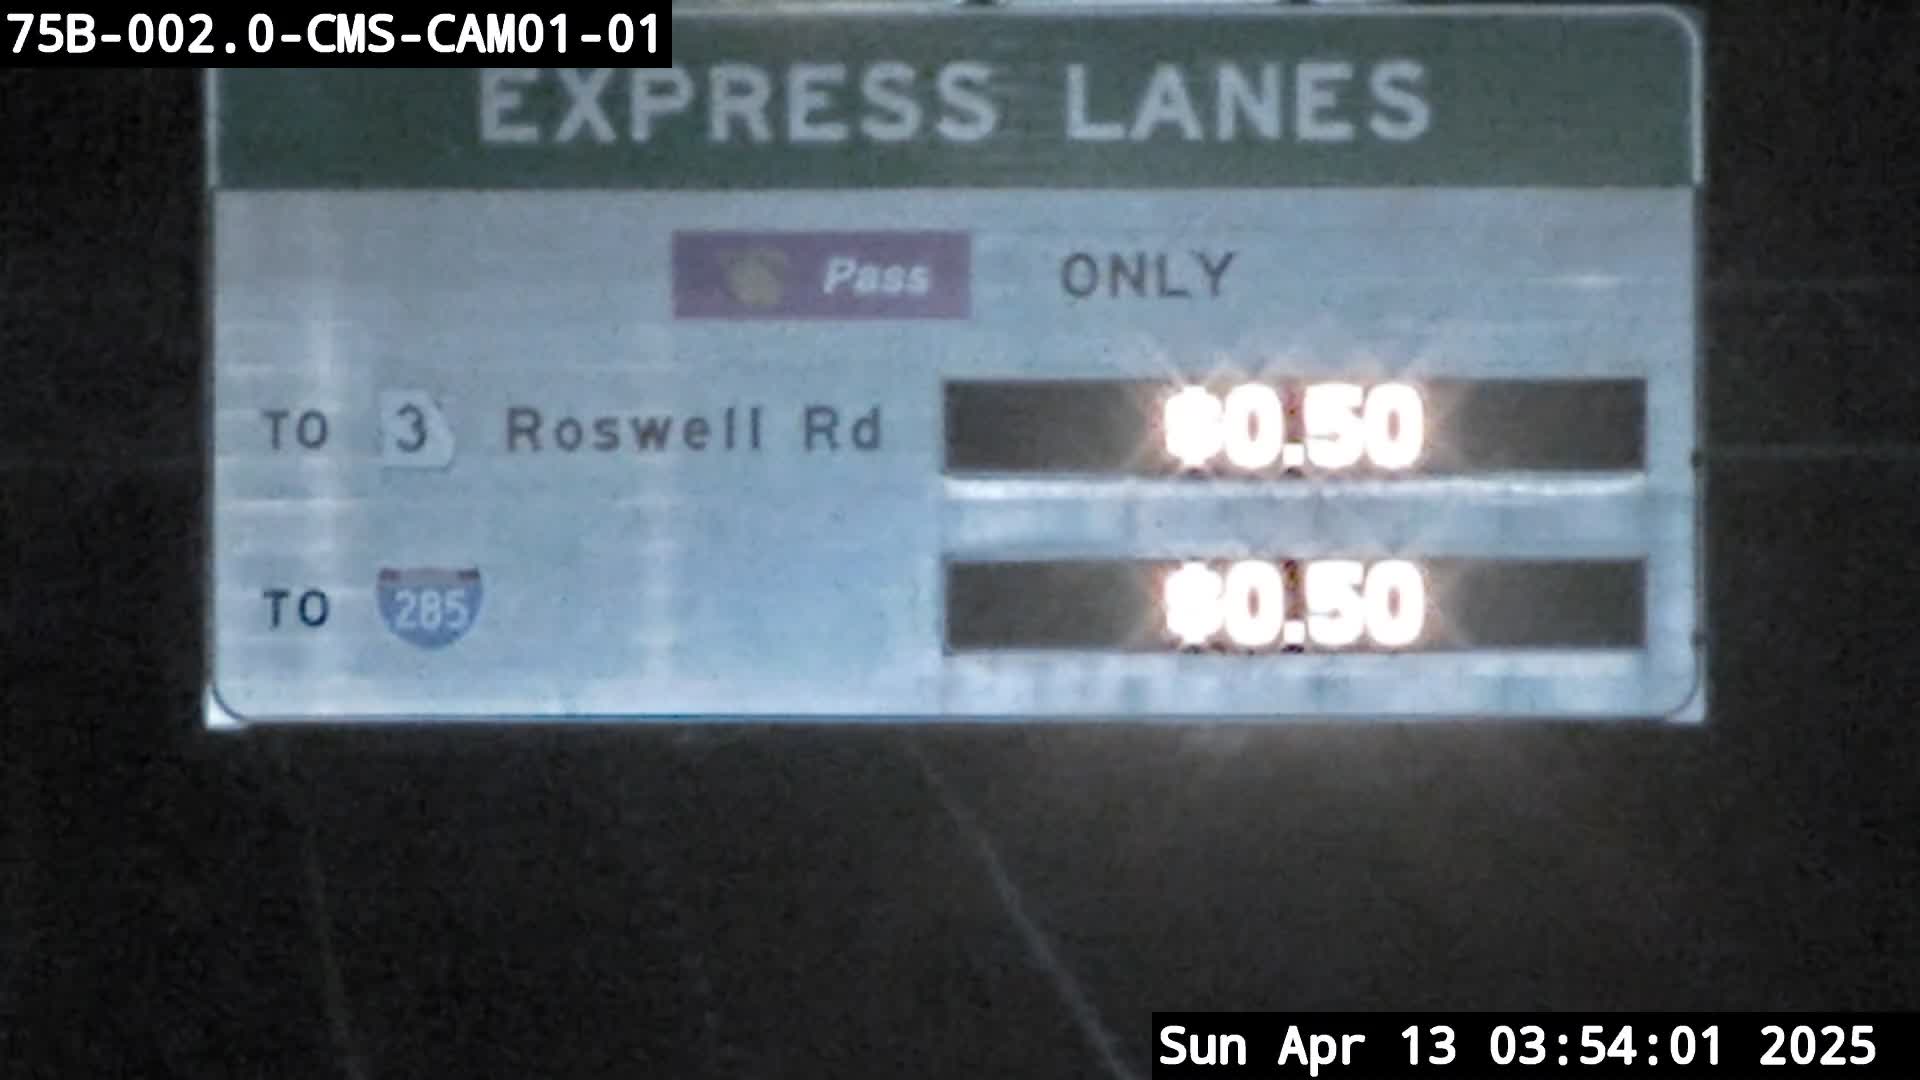 75B-002.0-CMS-CAM01-01
EXPRESS LANES
Pass ONLY
TO 3 Roswell Rd $0.50
TO 285 $0.50
Sun Apr 13 03:54:01 2025